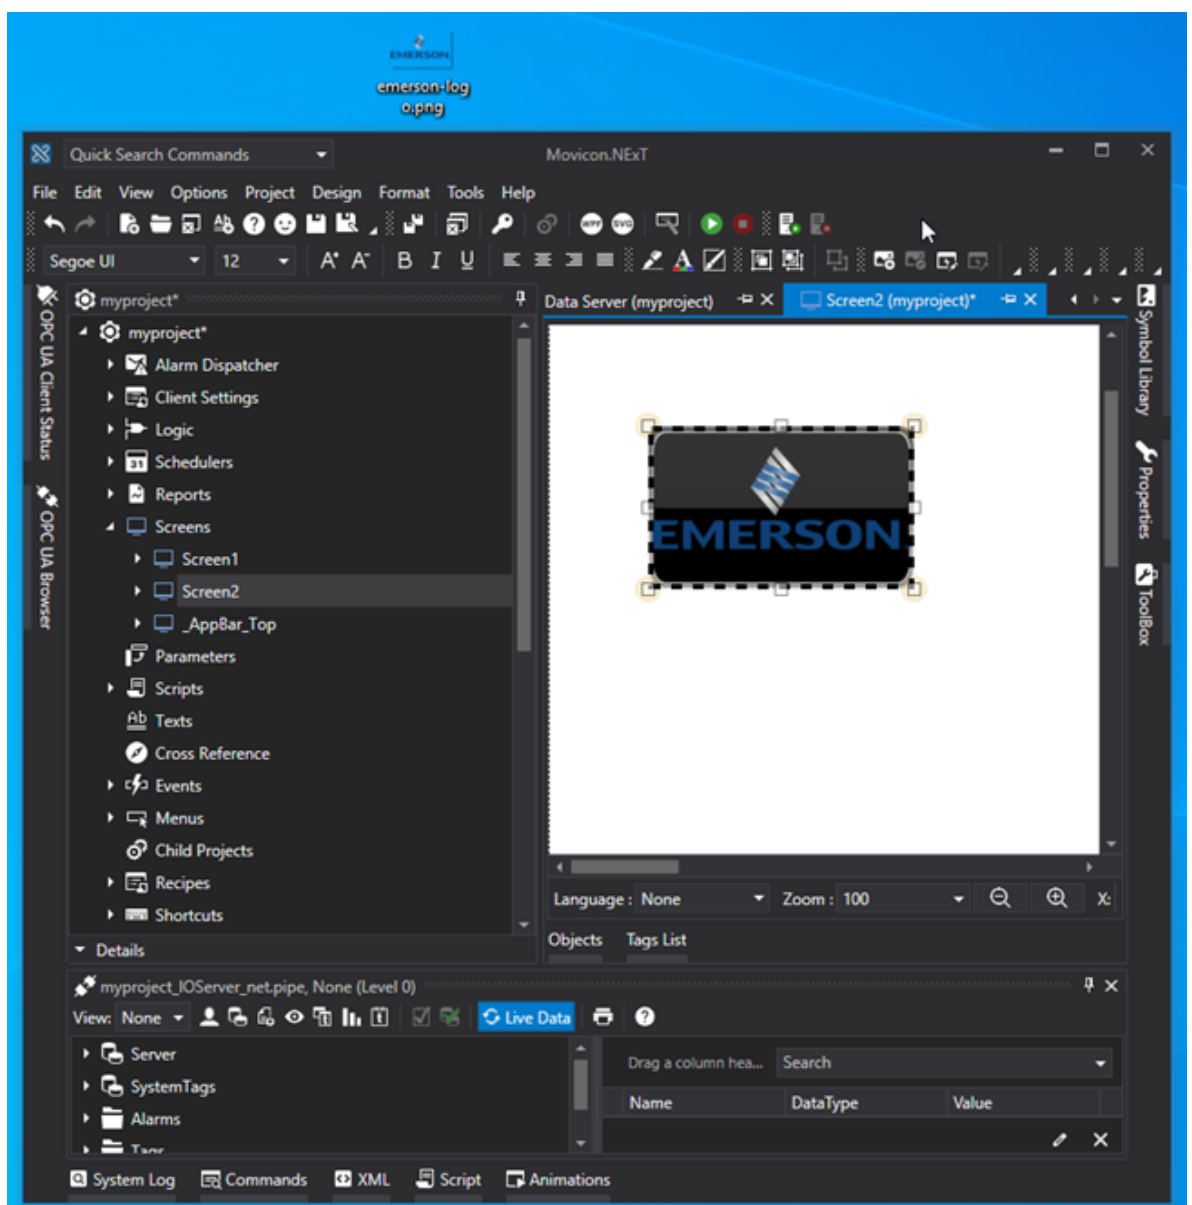 EMERSON
emerson-log
o.png
Quick Search Commands
Movicon.NExT
File Edit View Options Project Design Format Tools Help
WPF SVG
Segoe UI 12 A A B I U
myproject*
Data Server (myproject) Screen2 (myproject)*
OPC UA Client Status
OPC UA Browser
myproject*
Alarm Dispatcher
Client Settings
Logic
31 Schedulers
Reports
Screens
Screen1
Screen2
_AppBar_Top
Parameters
Scripts
Ab Texts
Cross Reference
Events
Menus
Child Projects
Recipes
Shortcuts
Details
EMERSON.
Symbol Library
Properties
ToolBox
Language : None Zoom : 100 X:
Objects Tags List
myproject_IOServer_net.pipe, None (Level 0)
View: None Live Data
Server
SystemTags
Alarms
Tags
Drag a column hea... Search
Name DataType Value
System Log Commands XML Script Animations